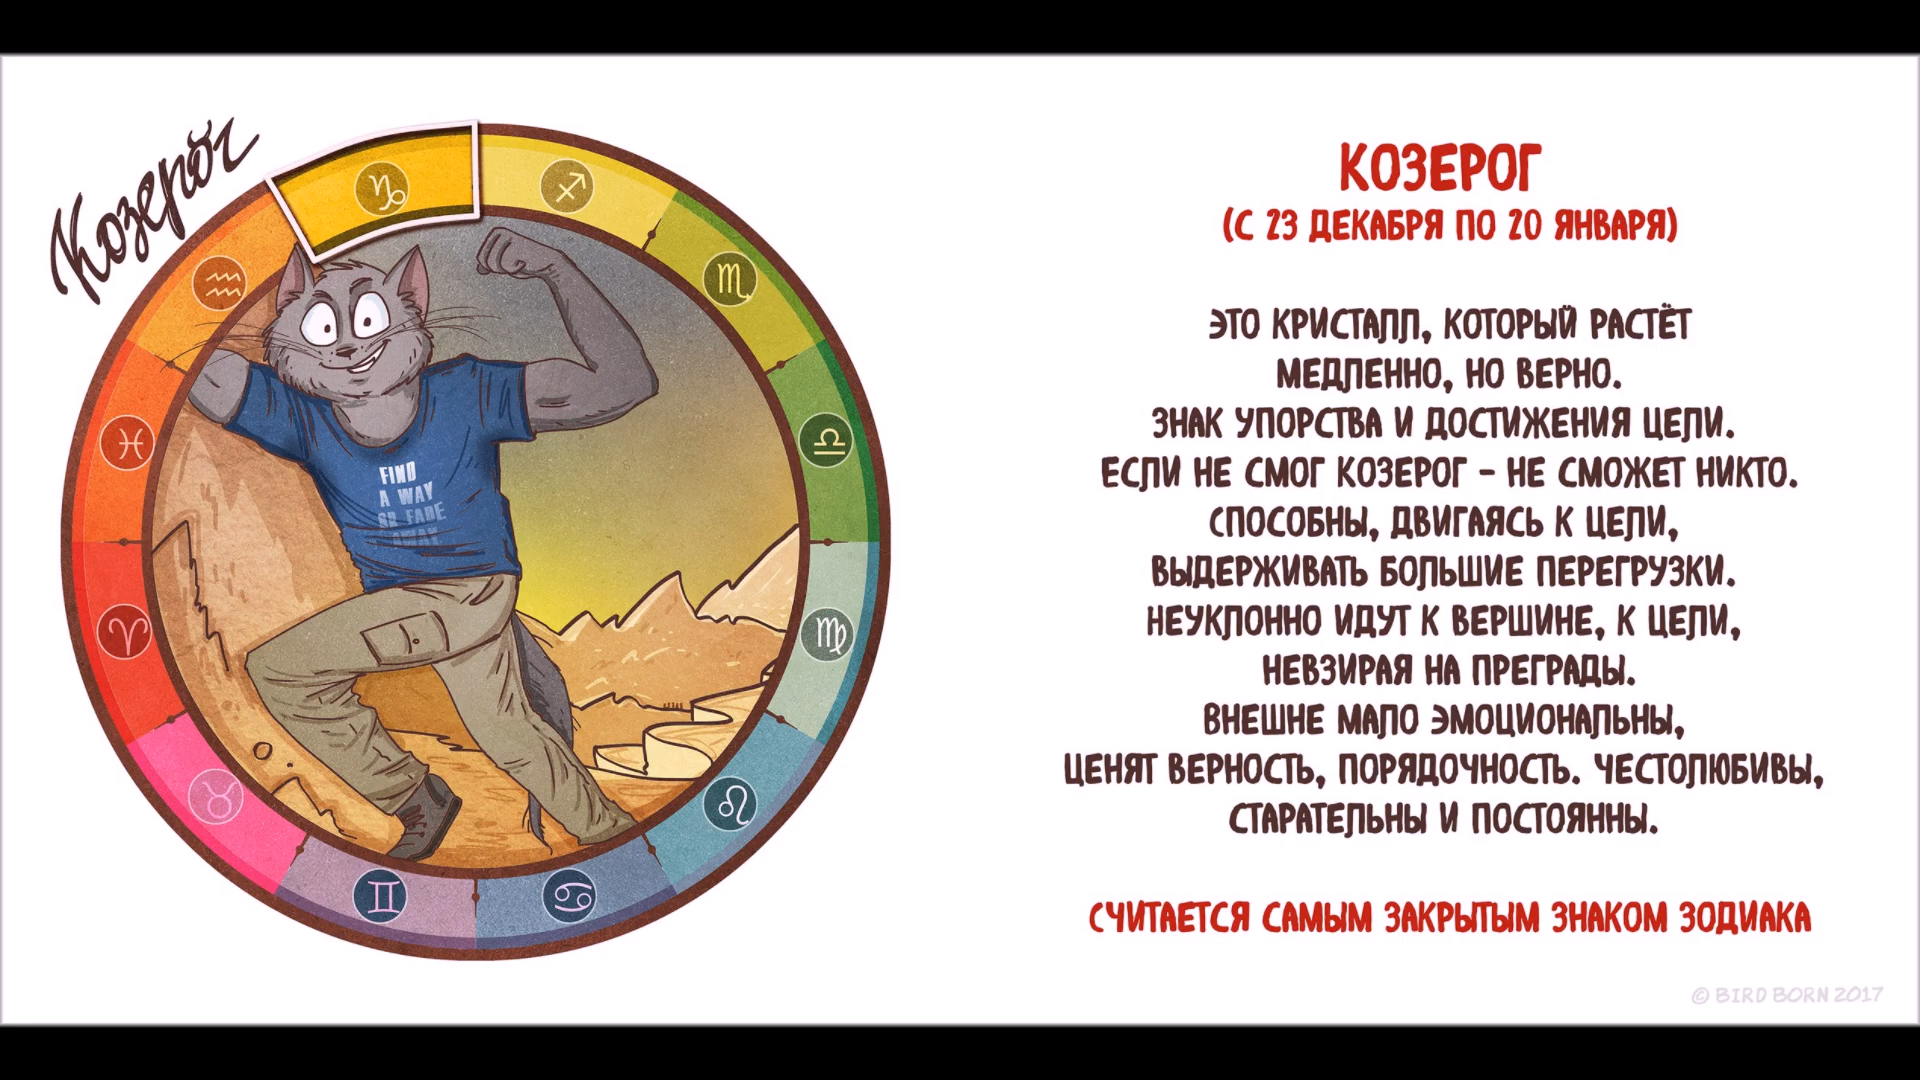 Козерог
FIND
A WAY
OR FADE
AWAY
КОЗЕРОГ
(С 23 ДЕКАБРЯ ПО 20 ЯНВАРЯ)
ЭТО КРИСТАЛЛ, КОТОРЫЙ РАСТЁТ
МЕДЛЕННО, НО ВЕРНО.
ЗНАК УПОРСТВА И ДОСТИЖЕНИЯ ЦЕЛИ.
ЕСЛИ НЕ СМОГ КОЗЕРОГ - НЕ СМОЖЕТ НИКТО.
СПОСОБНЫ, ДВИГАЯСЬ К ЦЕЛИ,
ВЫДЕРЖИВАТЬ БОЛЬШИЕ ПЕРЕГРУЗКИ.
НЕУКЛОННО ИДУТ К ВЕРШИНЕ, К ЦЕЛИ,
НЕВЗИРАЯ НА ПРЕГРАДЫ.
ВНЕШНЕ МАЛО ЭМОЦИОНАЛЬНЫ,
ЦЕНЯТ ВЕРНОСТЬ, ПОРЯДОЧНОСТЬ. ЧЕСТОЛЮБИВЫ,
СТАРАТЕЛЬНЫ И ПОСТОЯННЫ.
СЧИТАЕТСЯ САМЫМ ЗАКРЫТЫМ ЗНАКОМ ЗОДИАКА
© BIRD BORN 2017